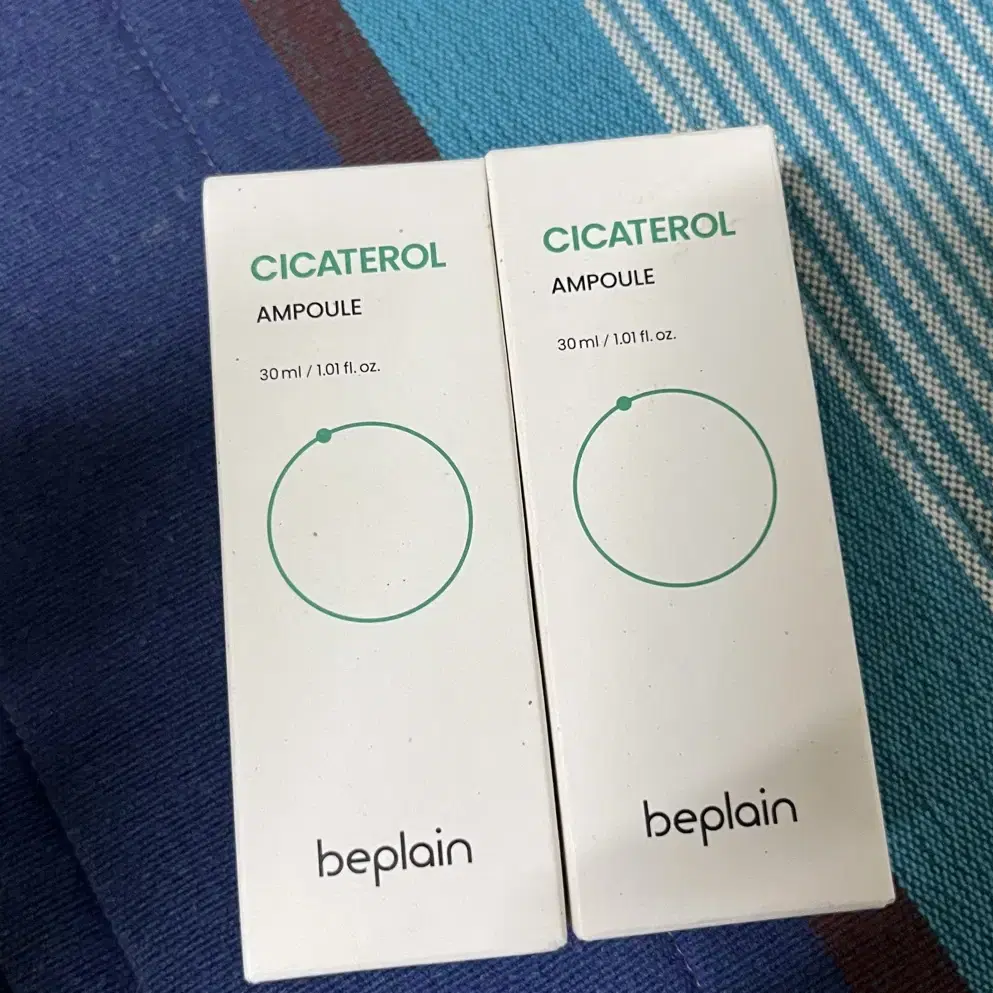 CICATEROL
AMPOULE
30 ml / 1.01 fl. oz.
beplain
CICATEROL
AMPOULE
30 ml / 1.01 fl. oz.
beplain